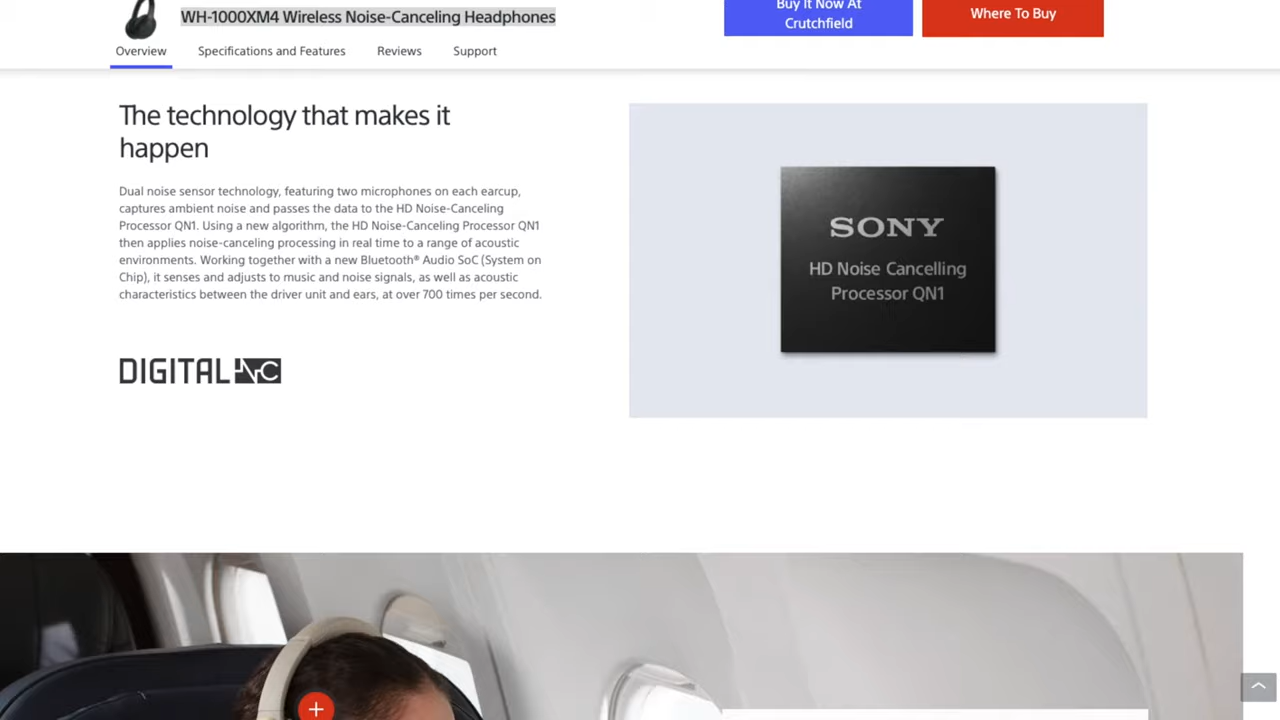 WH-1000XM4 Wireless Noise-Canceling Headphones
Buy It Now At
Crutchfield
Where To Buy
Overview
Specifications and Features
Reviews
Support
The technology that makes it
happen
Dual noise sensor technology, featuring two microphones on each earcup,
captures ambient noise and passes the data to the HD Noise-Canceling
Processor QN1. Using a new algorithm, the HD Noise-Canceling Processor QN1
then applies noise-canceling processing in real time to a range of acoustic
environments. Working together with a new Bluetooth® Audio SoC (System on
Chip), it senses and adjusts to music and noise signals, as well as acoustic
characteristics between the driver unit and ears, at over 700 times per second.
DIGITAL NC
SONY
HD Noise Cancelling
Processor QN1